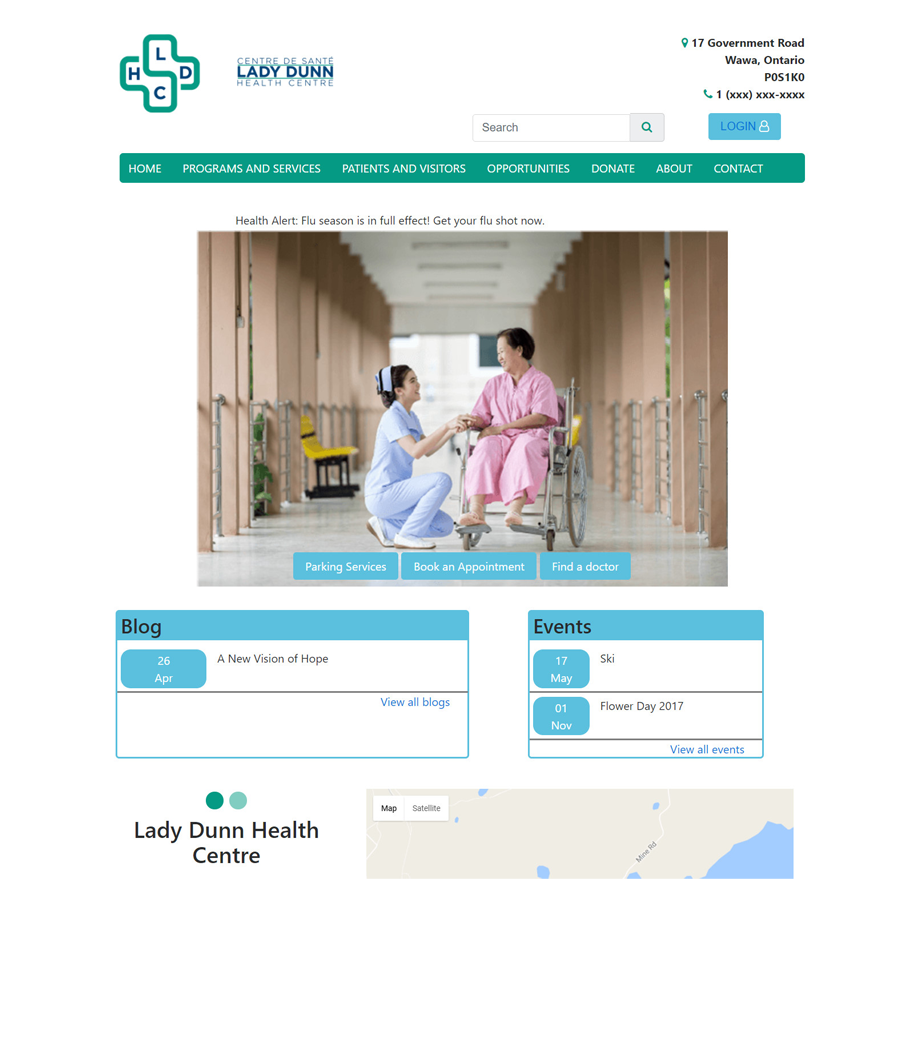 L
H D
C
CENTRE DE SANTÉ
LADY DUNN
HEALTH CENTRE
17 Government Road
Wawa, Ontario
P0S1K0
1 (xxx) xxx-xxxx
Search
LOGIN
HOME PROGRAMS AND SERVICES PATIENTS AND VISITORS OPPORTUNITIES DONATE ABOUT CONTACT
Health Alert: Flu season is in full effect! Get your flu shot now.
Parking Services Book an Appointment Find a doctor
Blog
26
Apr
A New Vision of Hope
View all blogs
Events
17
May
Ski
01
Nov
Flower Day 2017
View all events
Lady Dunn Health
Centre
Map Satellite
Mine Rd